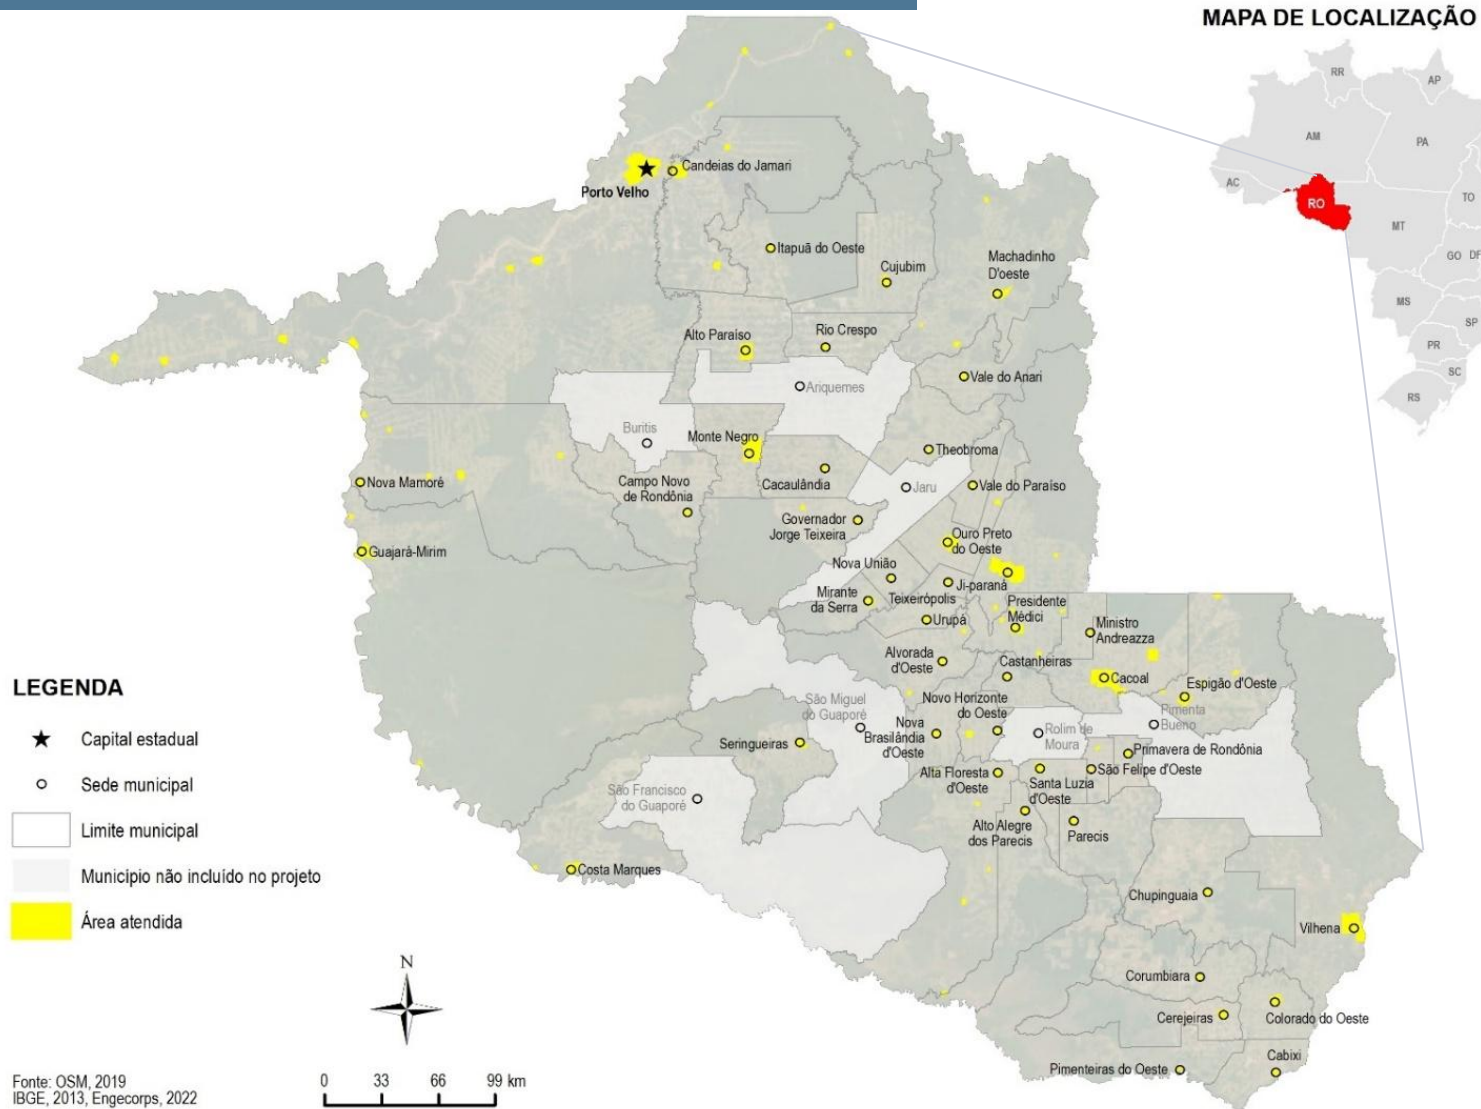 MAPA DE LOCALIZAÇÃO
RR
AP
AM
PA
AC
RO
TO
MT
GO
DF
MS
SP
PR
SC
RS
Candeias do Jamari
Porto Velho
Itapuã do Oeste
Cujubim
Machadinho
D'oeste
Alto Paraíso
Rio Crespo
Ariquemes
Vale do Anari
Buritis
Monte Negro
Theobroma
Nova Mamoré
Campo Novo
de Rondônia
Cacaulândia
Jaru
Vale do Paraíso
Governador
Jorge Teixeira
Guajará-Mirim
Ouro Preto
do Oeste
Nova União
Ji-paraná
Mirante
da Serra
Teixeirópolis
Presidente
Médici
Urupá
Ministro
Andreazza
Alvorada
d'Oeste
Castanheiras
Cacoal
Espigão d'Oeste
São Miguel
do Guaporé
Novo Horizonte
do Oeste
Pimenta
Bueno
Nova
Brasilândia
d'Oeste
Rolim de
Moura
Seringueiras
Primavera de Rondônia
Alta Floresta
d'Oeste
Santa Luzia
d'Oeste
São Felipe d'Oeste
São Francisco
do Guaporé
Alto Alegre
dos Parecis
Parecis
Costa Marques
Chupinguaia
Vilhena
Corumbiara
Cerejeiras
Colorado do Oeste
Cabixi
Pimenteiras do Oeste
LEGENDA
Capital estadual
Sede municipal
Limite municipal
Município não incluído no projeto
Área atendida
N
0 33 66 99 km
Fonte: OSM, 2019
IBGE, 2013, Engecorps, 2022